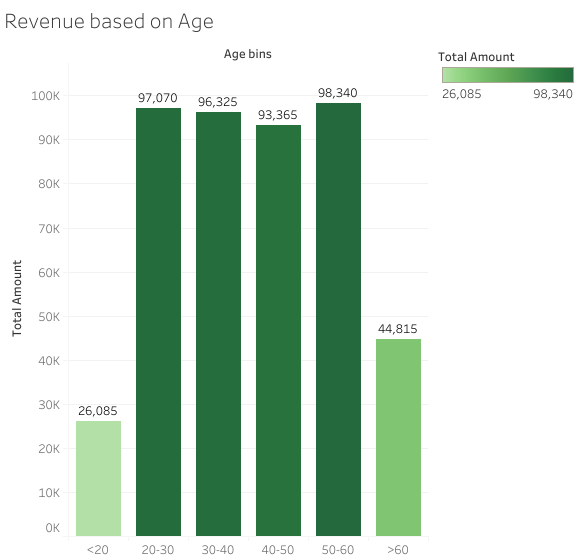 Revenue based on Age
Age bins
Total Amount
26,085 98,340
100K
90K
80K
70K
60K
50K
40K
30K
20K
10K
0K
Total Amount
26,085
97,070
96,325
93,365
98,340
44,815
<20 20-30 30-40 40-50 50-60 >60